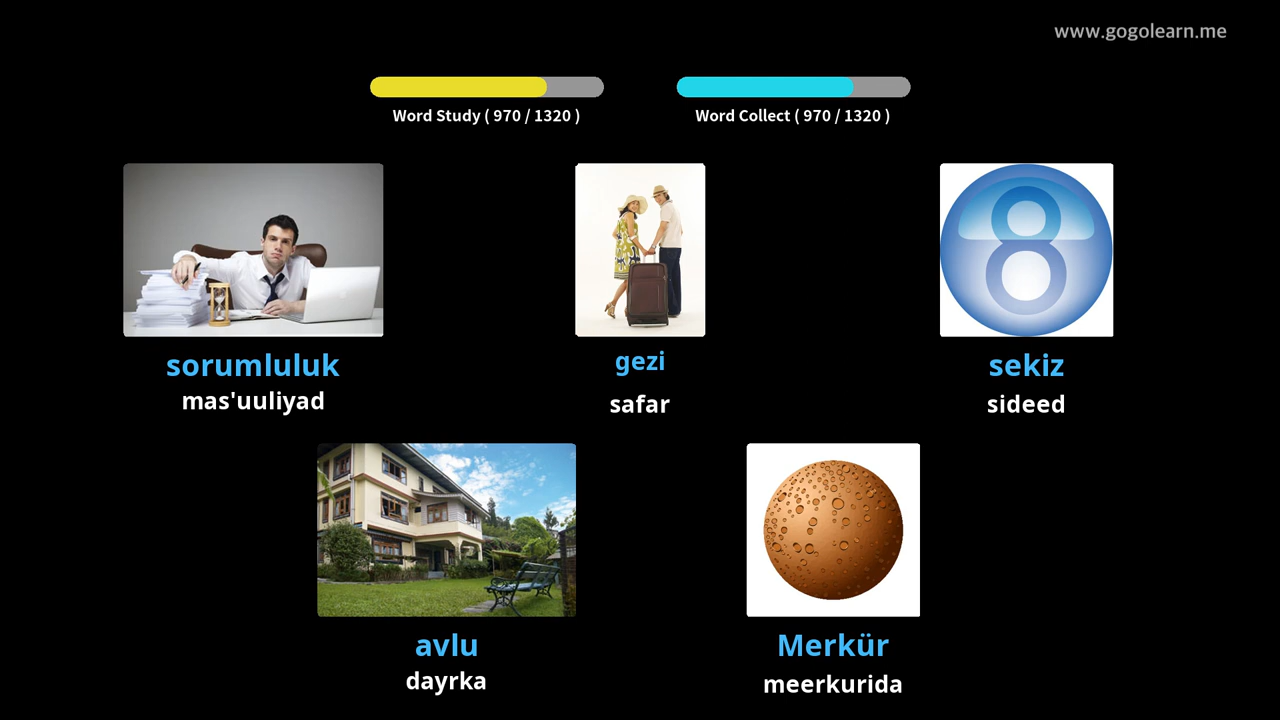 www.gogolearn.me
Word Study ( 970 / 1320 )
Word Collect ( 970 / 1320 )
8
sorumluluk
mas'uuliyad
gezi
safar
sekiz
sideed
avlu
dayrka
Merkür
meerkurida